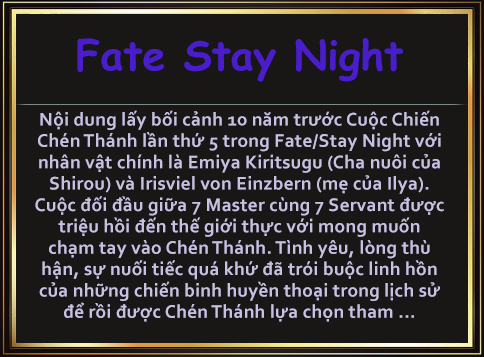 Fate Stay Night
Nội dung lấy bối cảnh 10 năm trước Cuộc Chiến
Chén Thánh lần thứ 5 trong Fate/Stay Night với
nhân vật chính là Emiya Kiritsugu (Cha nuôi của
Shirou) và Irisviel von Einzbern (mẹ của Ilya).
Cuộc đối đầu giữa 7 Master cùng 7 Servant được
triệu hồi đến thế giới thực với mong muốn
chạm tay vào Chén Thánh. Tình yêu, lòng thù
hận, sự nuối tiếc quá khứ đã trói buộc linh hồn
của những chiến binh huyền thoại trong lịch sử
để rồi được Chén Thánh lựa chọn tham ...